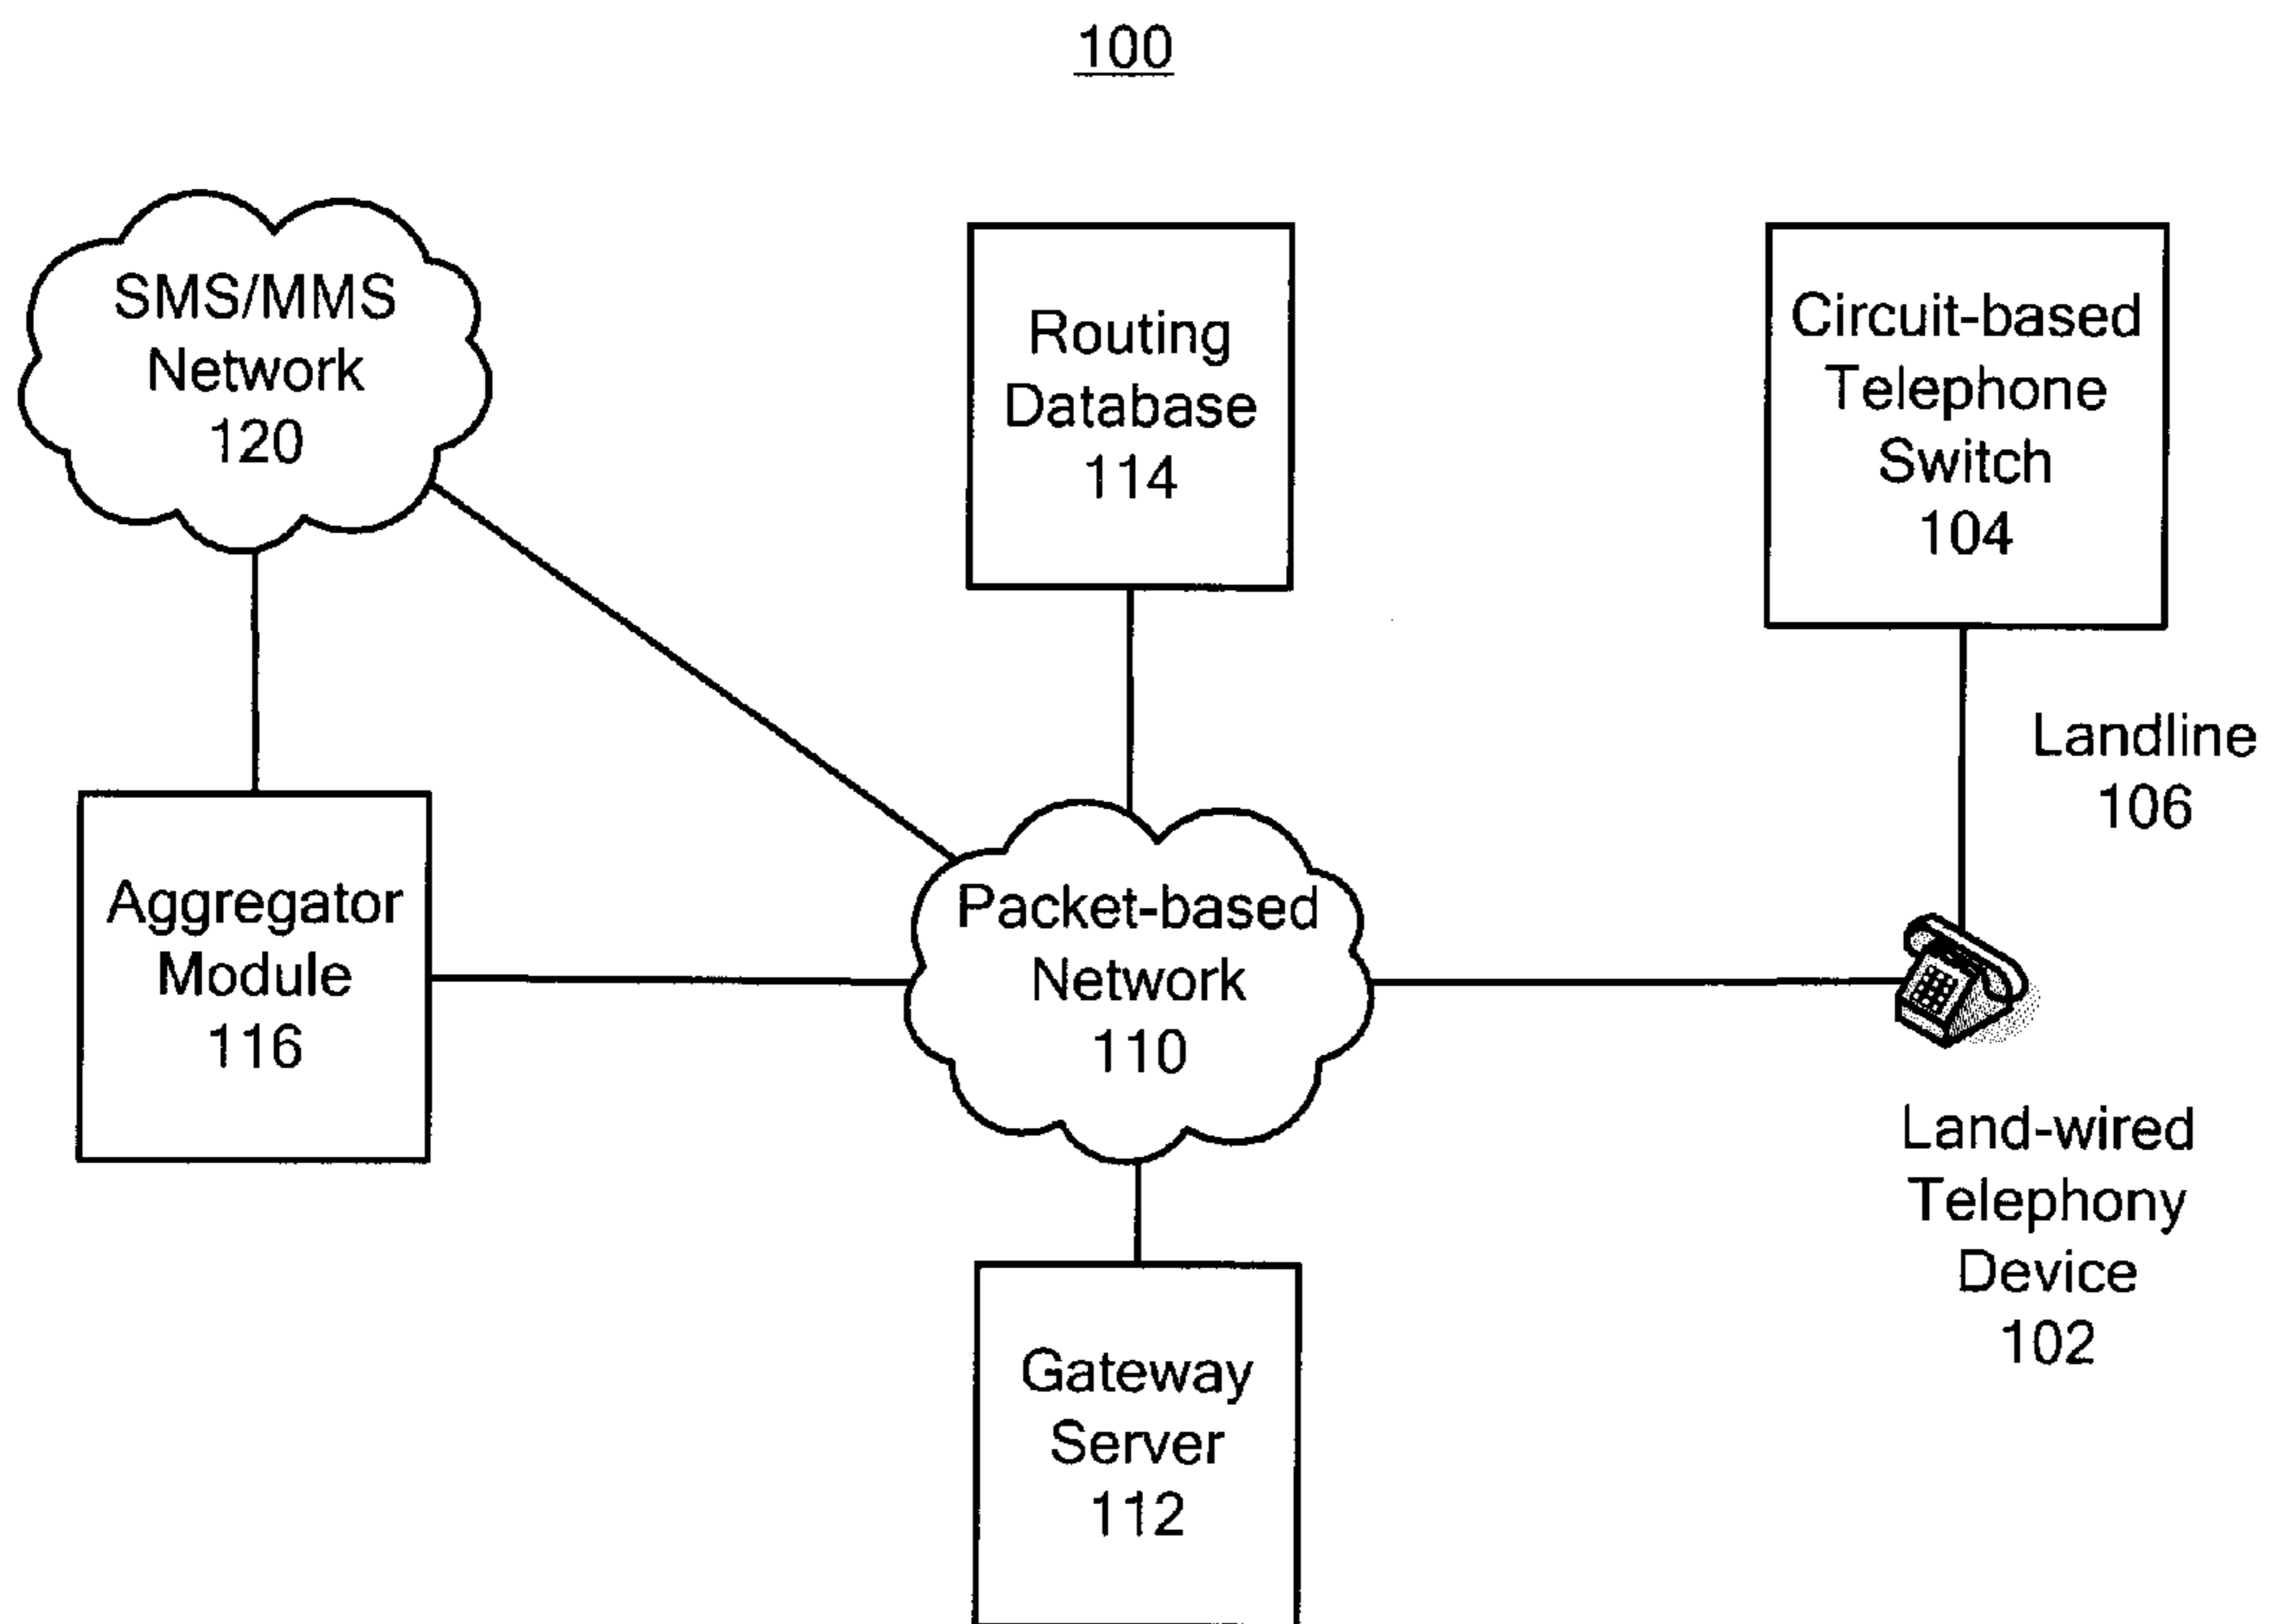 100
SMS/MMS
Network
120
Routing
Database
114
Circuit-based
Telephone
Switch
104
Landline
106
Aggregator
Module
116
Packet-based
Network
110
Land-wired
Telephony
Device
102
Gateway
Server
112